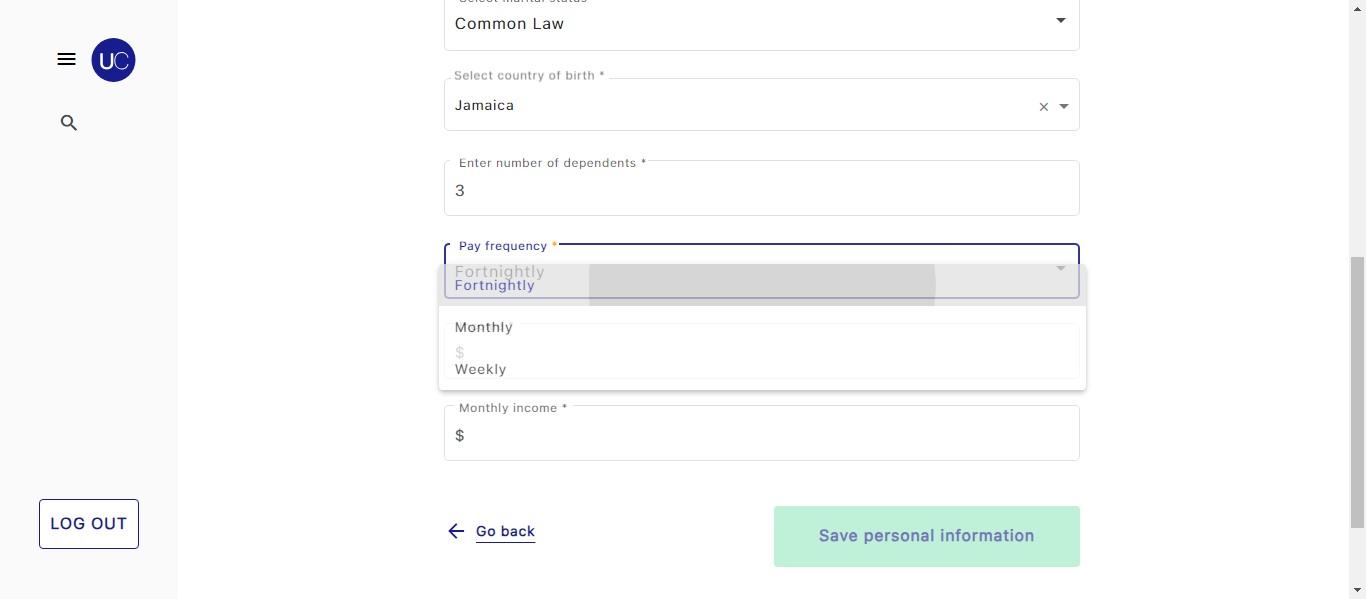 Select marital status
Common Law
UC
Select country of birth *
Jamaica
Enter number of dependents *
3
Pay frequency *
Fortnightly
Fortnightly
Monthly
$
Weekly
Monthly income *
$
LOG OUT
Go back
Save personal information